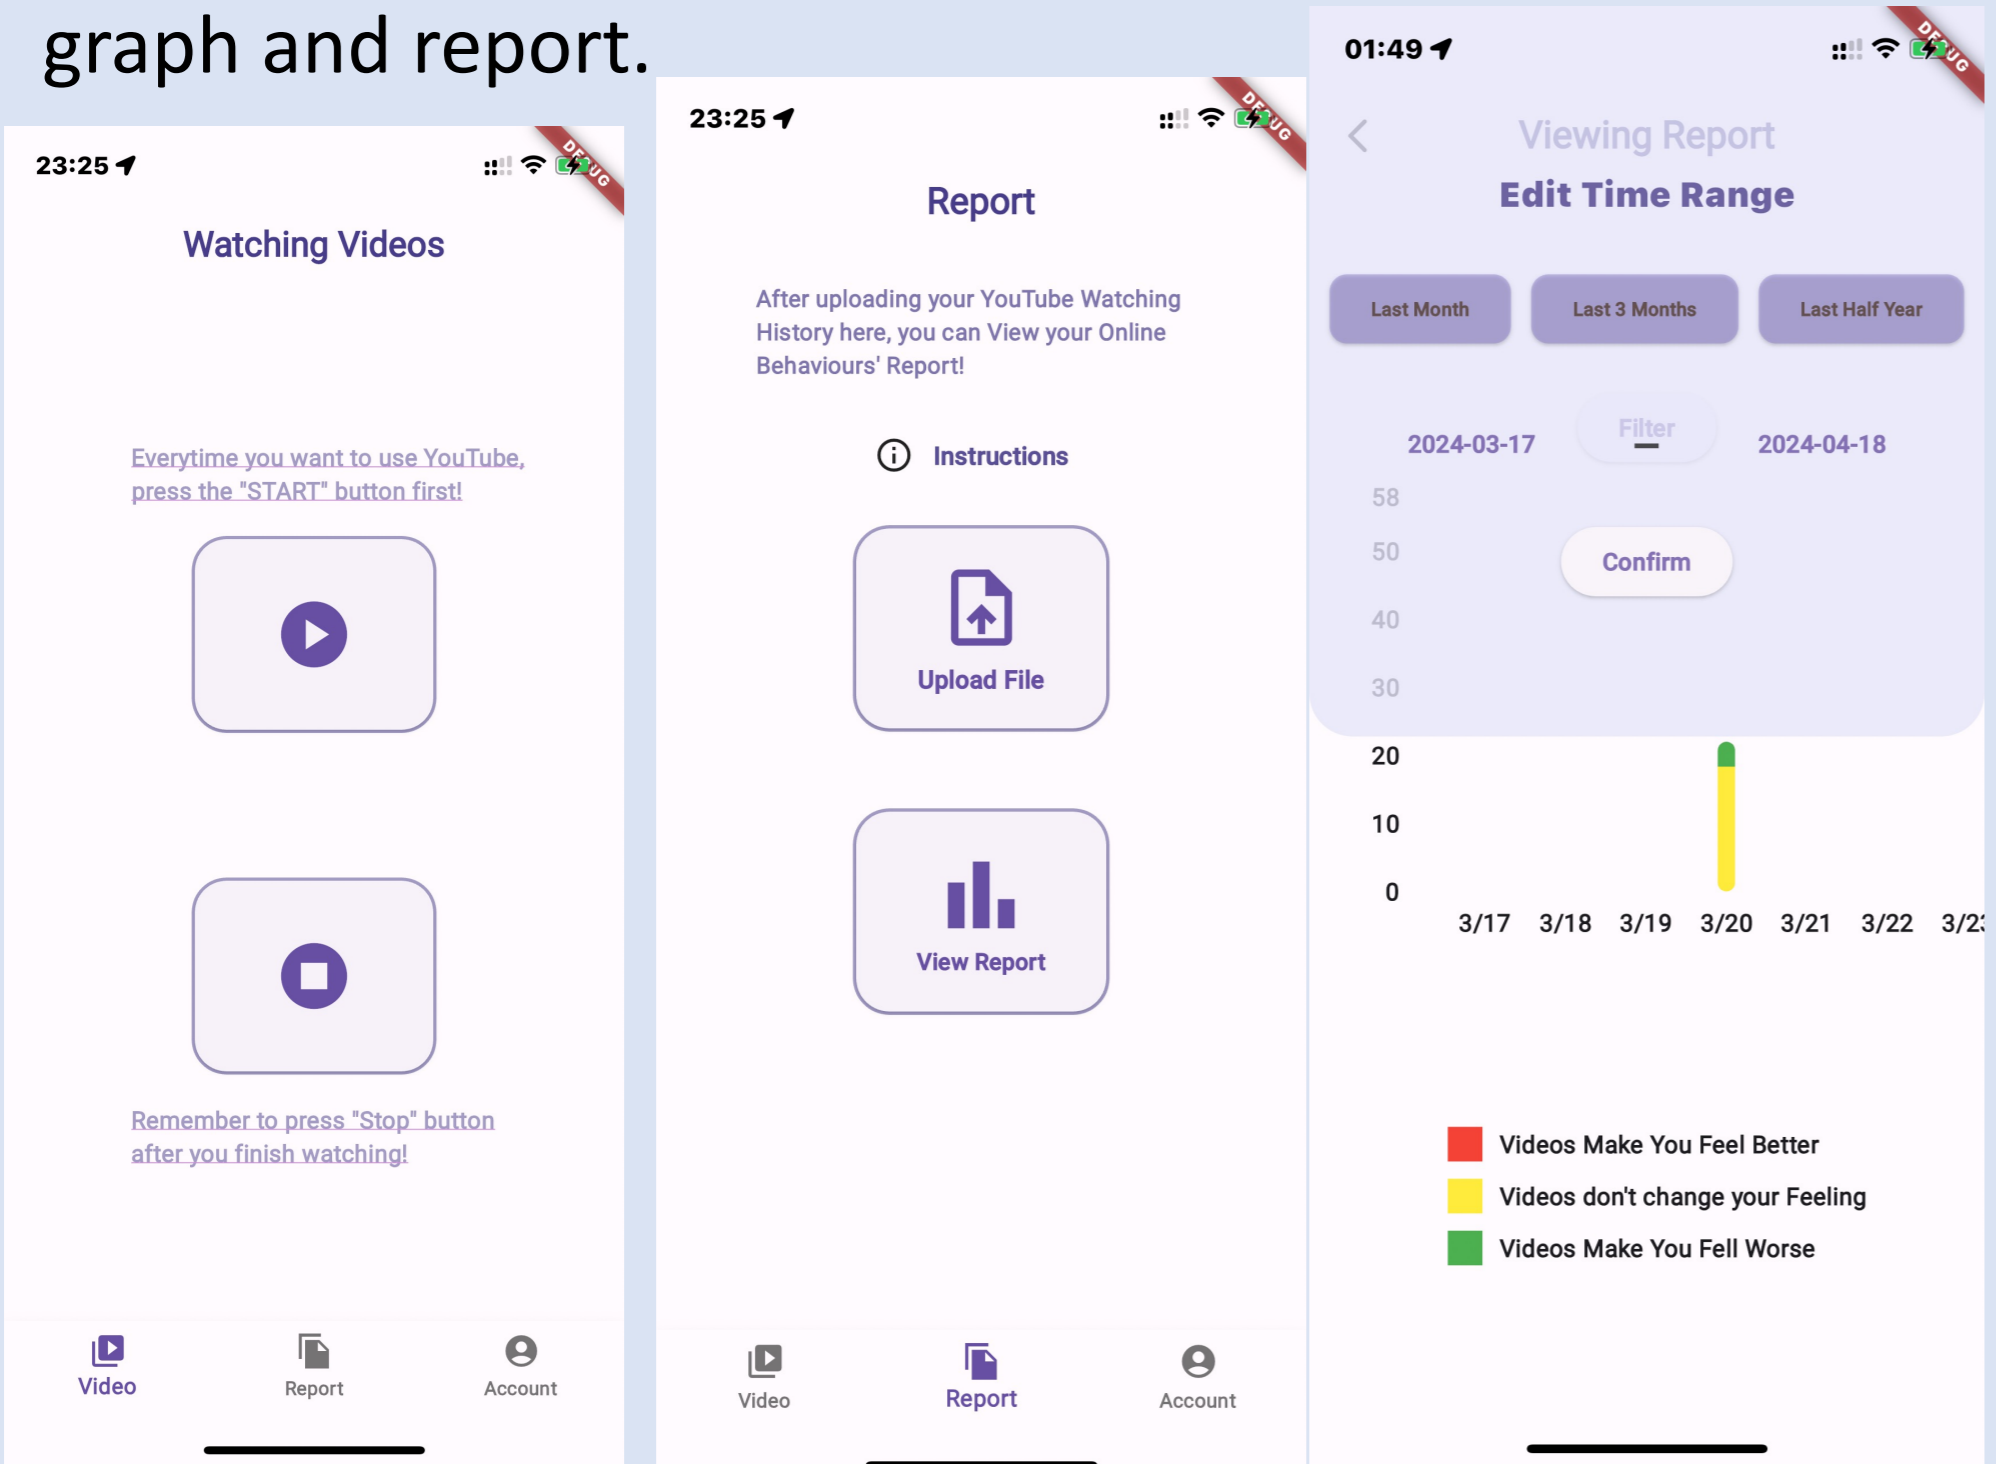 graph and report.
23:25
DEBUG
Watching Videos
Everytime you want to use YouTube,
press the "START" button first!
Remember to press "Stop" button
after you finish watching!
Video
Report
Account
23:25
DEBUG
Report
After uploading your YouTube Watching
History here, you can View your Online
Behaviours' Report!
Instructions
Upload File
View Report
Video
Report
Account
01:49
DEBUG
Viewing Report
Edit Time Range
Last Month Last 3 Months Last Half Year
Filter
2024-03-17 — 2024-04-18
58
50
Confirm
40
30
20
10
0
3/17 3/18 3/19 3/20 3/21 3/22 3/23
Videos Make You Feel Better
Videos don't change your Feeling
Videos Make You Fell Worse